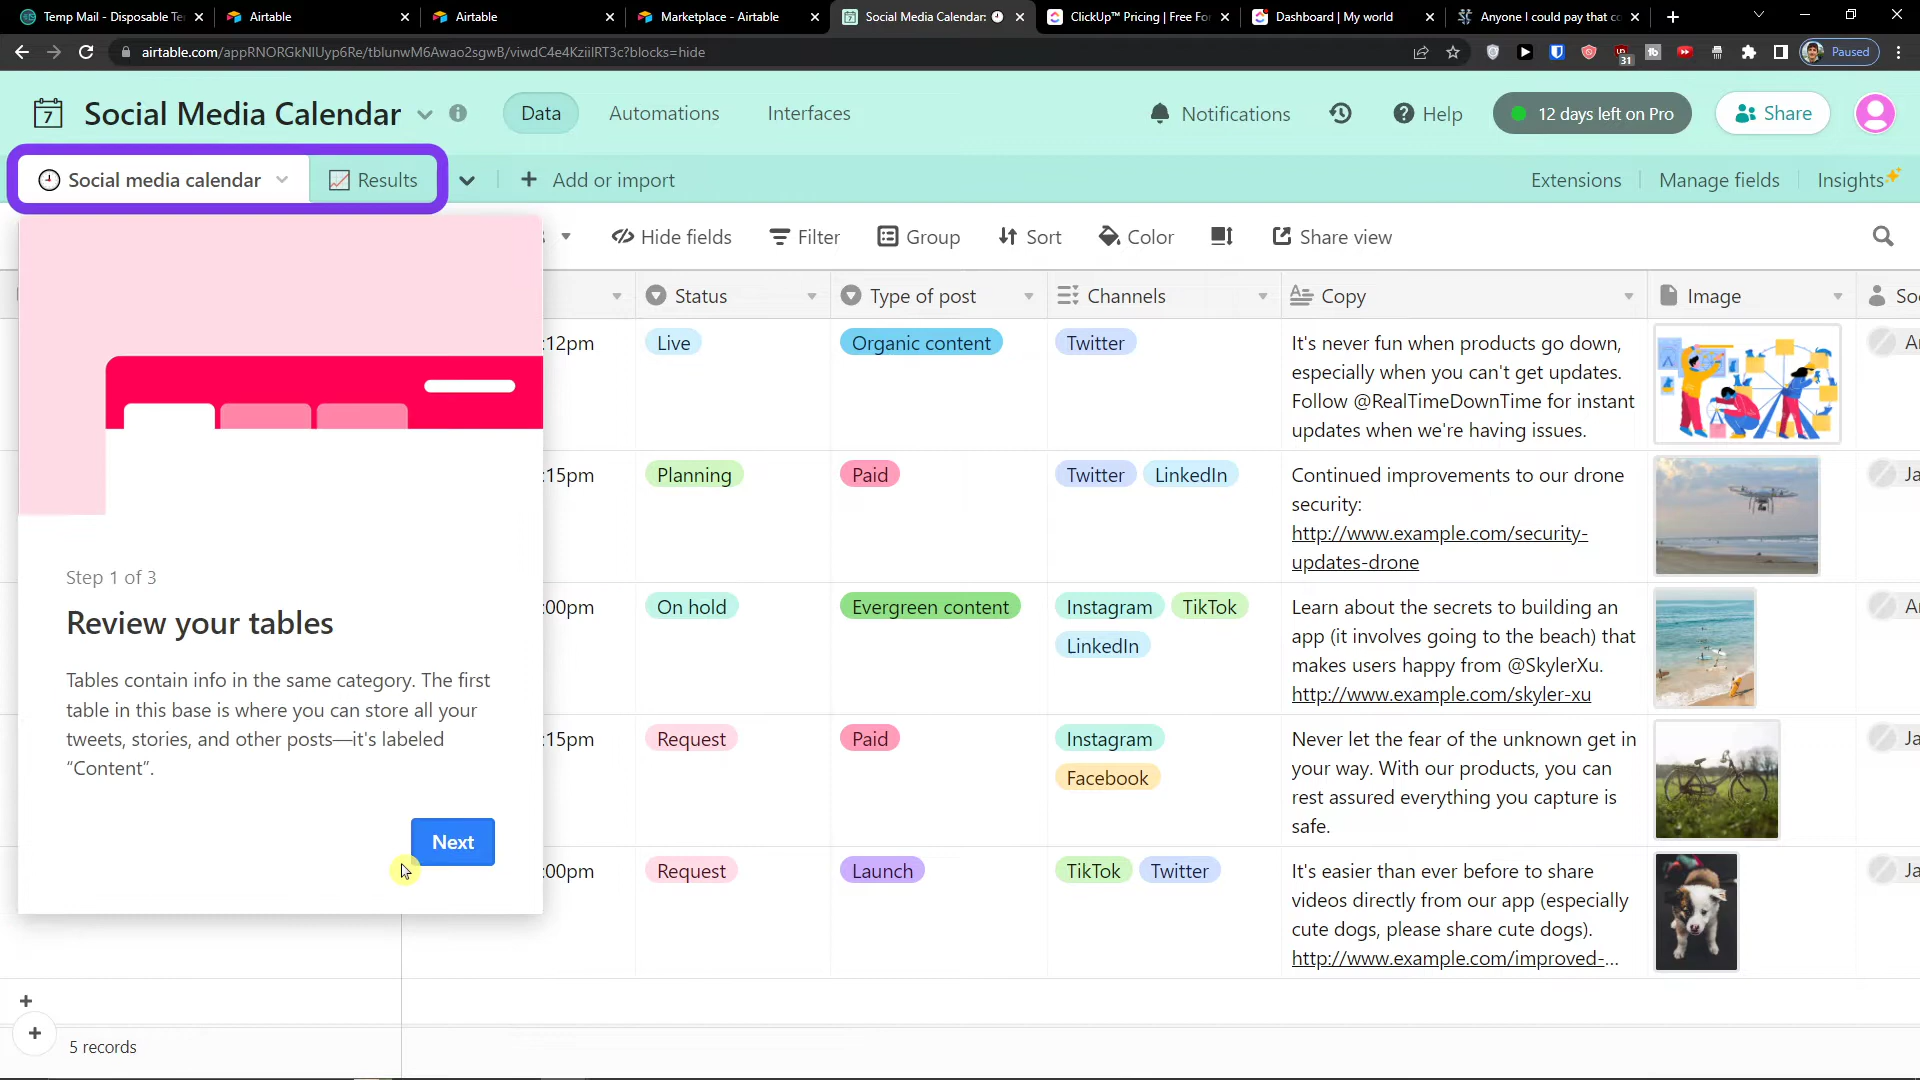 Temp Mail - Disposable Te
Airtable
Airtable
Marketplace - Airtable
Social Media Calendar:
ClickUp™ Pricing | Free Fo
Dashboard | My world
Anyone I could pay that co
airtable.com/appRNORGkNlUyp6Re/tblunwM6Awao2sgwB/viwdC4e4KziilRT3c?blocks=hide
31
Paused
7
Social Media Calendar
Data
Automations
Interfaces
Notifications
Help
12 days left on Pro
Share
Social media calendar
Results
Add or import
Extensions
Manage fields
Insights
Hide fields
Filter
Group
Sort
Color
Share view
Status
Type of post
Channels
Copy
Image
Soc
:12pm
Live
Organic content
Twitter
It's never fun when products go down,
especially when you can't get updates.
Follow @RealTimeDownTime for instant
updates when we're having issues.
:15pm
Planning
Paid
Twitter
LinkedIn
Continued improvements to our drone
security:
http://www.example.com/security-
updates-drone
Ja
:00pm
On hold
Evergreen content
Instagram
TikTok
LinkedIn
Learn about the secrets to building an
app (it involves going to the beach) that
makes users happy from @SkylerXu.
http://www.example.com/skyler-xu
:15pm
Request
Paid
Instagram
Facebook
Never let the fear of the unknown get in
your way. With our products, you can
rest assured everything you capture is
safe.
Ja
:00pm
Request
Launch
TikTok
Twitter
It's easier than ever before to share
videos directly from our app (especially
cute dogs, please share cute dogs).
http://www.example.com/improved-...
Ja
Step 1 of 3
Review your tables
Tables contain info in the same category. The first
table in this base is where you can store all your
tweets, stories, and other posts—it's labeled
“Content”.
Next
5 records